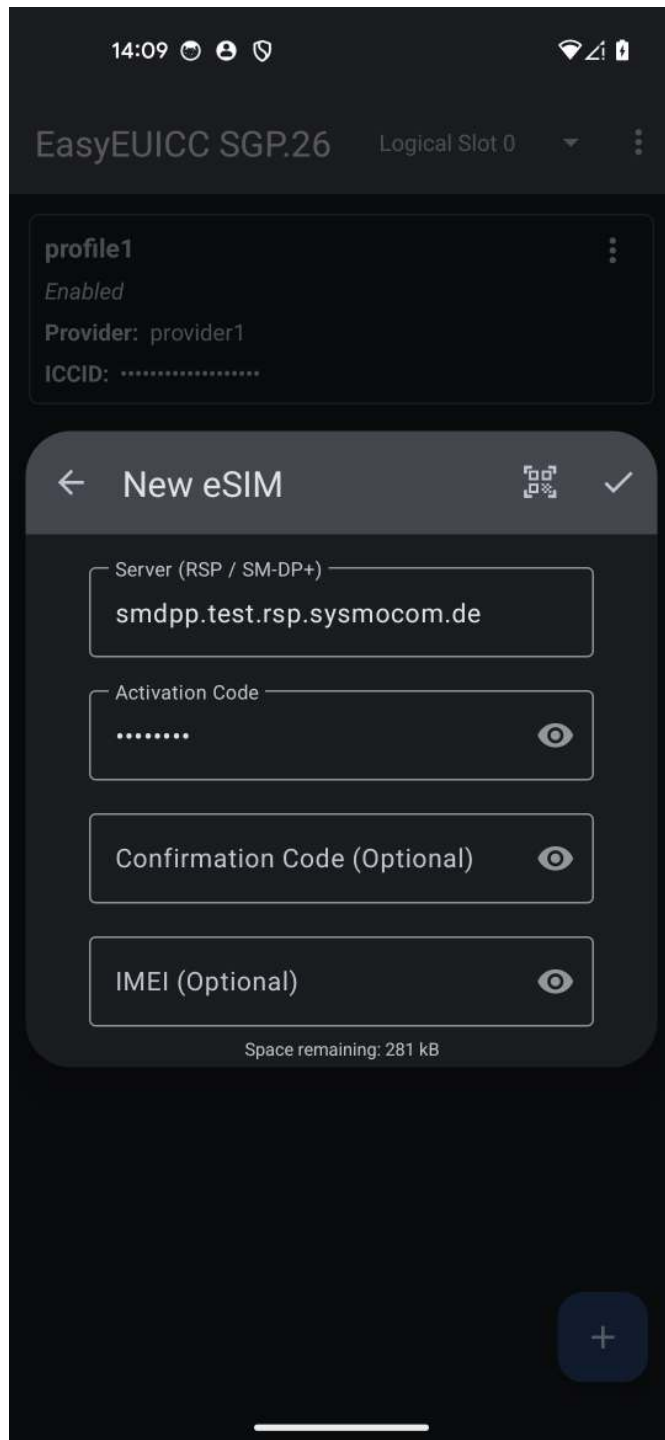 14:09
EasyEUICC SGP.26 Logical Slot 0
profile1
Enabled
Provider: provider1
ICCID: •••••••••••••••••••
New eSIM
Server (RSP / SM-DP+)
smdpp.test.rsp.sysmocom.de
Activation Code
••••••••
Confirmation Code (Optional)
IMEI (Optional)
Space remaining: 281 kB